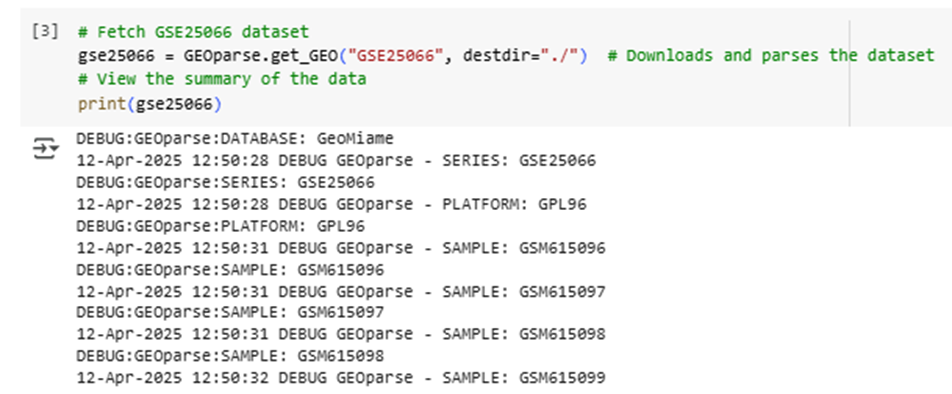 [3] # Fetch GSE25066 dataset
gse25066 = GEOparse.get_GEO("GSE25066", destdir="./")  # Downloads and parses the dataset
# View the summary of the data
print(gse25066)
DEBUG:GEOparse:DATABASE: GeoMiame
12-Apr-2025 12:50:28 DEBUG GEOparse - SERIES: GSE25066
DEBUG:GEOparse:SERIES: GSE25066
12-Apr-2025 12:50:28 DEBUG GEOparse - PLATFORM: GPL96
DEBUG:GEOparse:PLATFORM: GPL96
12-Apr-2025 12:50:31 DEBUG GEOparse - SAMPLE: GSM615096
DEBUG:GEOparse:SAMPLE: GSM615096
12-Apr-2025 12:50:31 DEBUG GEOparse - SAMPLE: GSM615097
DEBUG:GEOparse:SAMPLE: GSM615097
12-Apr-2025 12:50:31 DEBUG GEOparse - SAMPLE: GSM615098
DEBUG:GEOparse:SAMPLE: GSM615098
12-Apr-2025 12:50:32 DEBUG GEOparse - SAMPLE: GSM615099